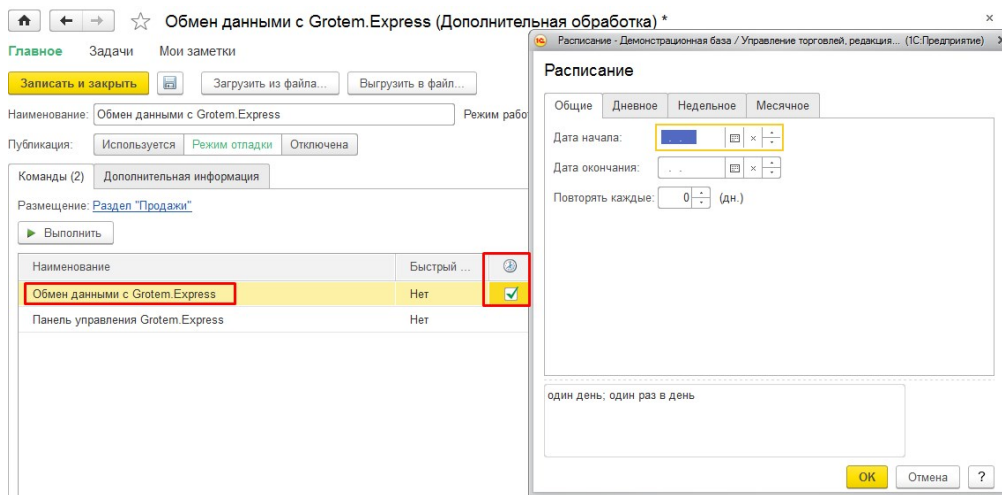 Обмен данными с Grotem.Express (Дополнительная обработка) *
Главное Задачи Мои заметки
Записать и закрыть Загрузить из файла... Выгрузить в файл...
Наименование: Обмен данными с Grotem.Express Режим рабо
Публикация: Используется Режим отладки Отключена
Команды (2) Дополнительная информация
Размещение: Раздел "Продажи"
Выполнить
Наименование Быстрый ...
Обмен данными с Grotem.Express Нет
Панель управления Grotem.Express Нет
Расписание - Демонстрационная база / Управление торговлей, редакция... (1С:Предприятие)
Расписание
Общие Дневное Недельное Месячное
Дата начала: . .
Дата окончания: . .
Повторять каждые: 0 (дн.)
один день; один раз в день
ОК Отмена ?